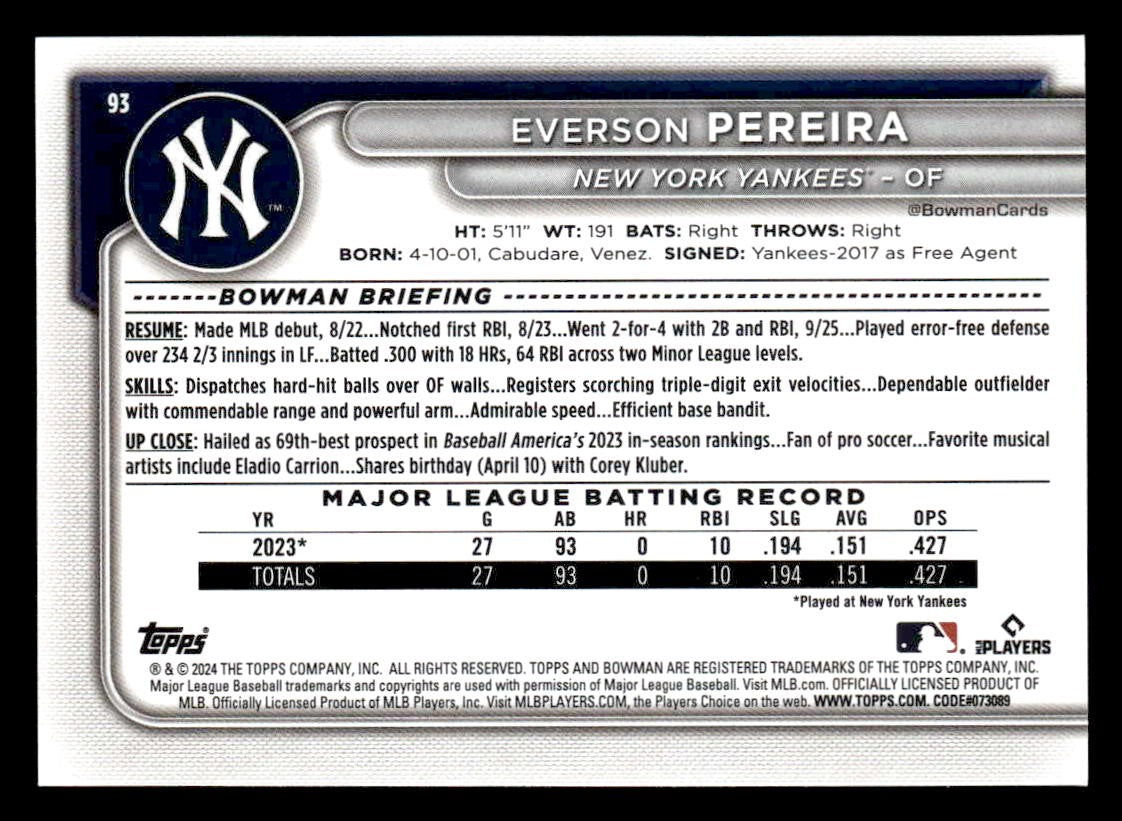 93
NY
TM
EVERSON PEREIRA
NEW YORK YANKEES® – OF
@BowmanCards
HT: 5'11" WT: 191 BATS: Right THROWS: Right
BORN: 4-10-01, Cabudare, Venez. SIGNED: Yankees-2017 as Free Agent
BOWMAN BRIEFING
RESUME: Made MLB debut, 8/22...Notched first RBI, 8/23...Went 2-for-4 with 2B and RBI, 9/25...Played error-free defense
over 234 2/3 innings in LF...Batted .300 with 18 HRs, 64 RBI across two Minor League levels.
SKILLS: Dispatches hard-hit balls over OF walls...Registers scorching triple-digit exit velocities...Dependable outfielder
with commendable range and powerful arm...Admirable speed...Efficient base bandit.
UP CLOSE: Hailed as 69th-best prospect in Baseball America's 2023 in-season rankings...Fan of pro soccer...Favorite musical
artists include Eladio Carrion...Shares birthday (April 10) with Corey Kluber.
MAJOR LEAGUE BATTING RECORD
YR G AB HR RBI SLG AVG OPS
2023* 27 93 0 10 .194 .151 .427
TOTALS 27 93 0 10 .194 .151 .427
*Played at New York Yankees
Topps®
MLB PLAYERS
® & © 2024 THE TOPPS COMPANY, INC. ALL RIGHTS RESERVED. TOPPS AND BOWMAN ARE REGISTERED TRADEMARKS OF THE TOPPS COMPANY, INC.
Major League Baseball trademarks and copyrights are used with permission of Major League Baseball. Visit MLB.com. OFFICIALLY LICENSED PRODUCT OF
MLB. Officially Licensed Product of MLB Players, Inc. Visit MLBPLAYERS.COM, the Players Choice on the web. WWW.TOPPS.COM. CODE#073089